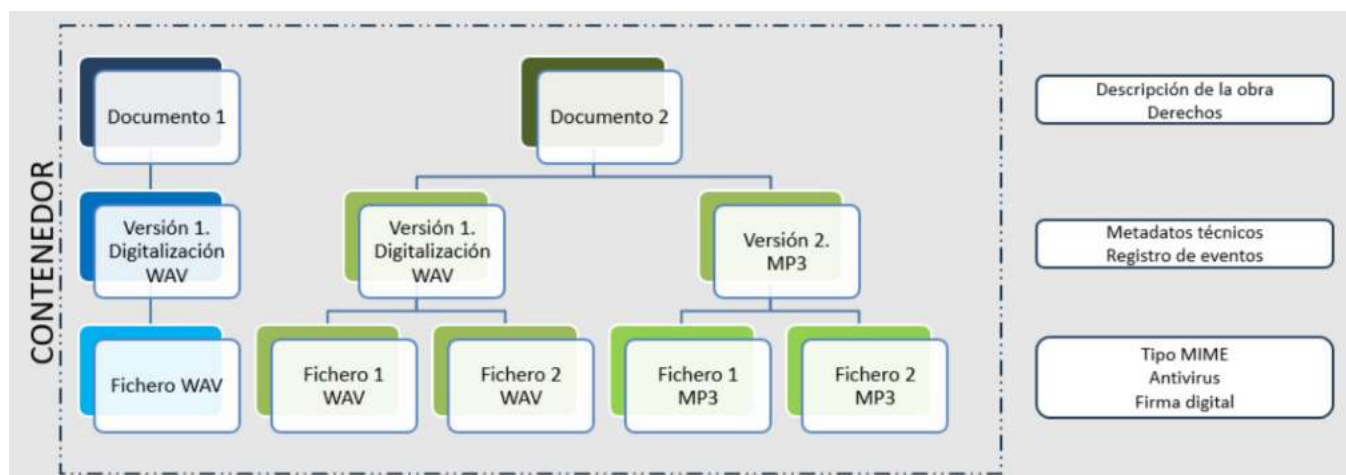 CONTENEDOR
Documento 1
Documento 2
Descripción de la obra
Derechos
Versión 1.
Digitalización
WAV
Versión 1.
Digitalización
WAV
Versión 2.
MP3
Metadatos técnicos
Registro de eventos
Fichero WAV
Fichero 1
WAV
Fichero 2
WAV
Fichero 1
MP3
Fichero 2
MP3
Tipo MIME
Antivirus
Firma digital